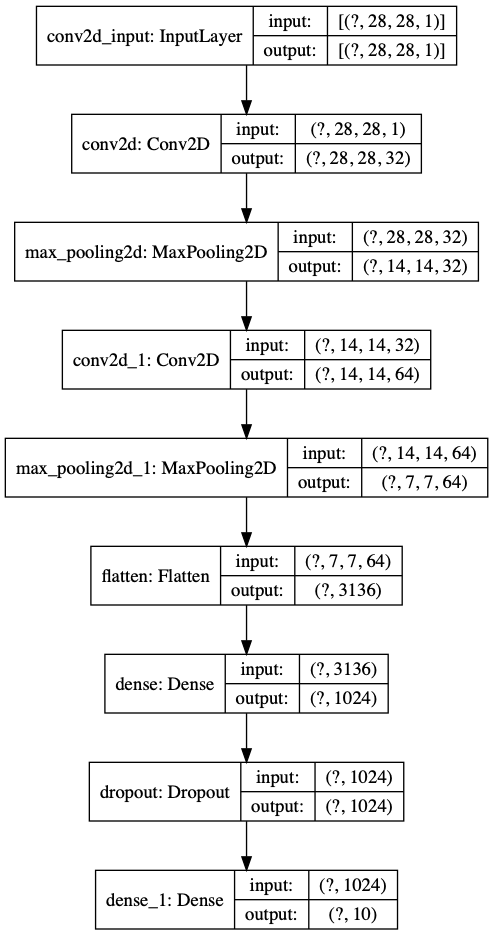 conv2d_input: InputLayer
input: [(?, 28, 28, 1)]
output: [(?, 28, 28, 1)]
conv2d: Conv2D
input: (?, 28, 28, 1)
output: (?, 28, 28, 32)
max_pooling2d: MaxPooling2D
input: (?, 28, 28, 32)
output: (?, 14, 14, 32)
conv2d_1: Conv2D
input: (?, 14, 14, 32)
output: (?, 14, 14, 64)
max_pooling2d_1: MaxPooling2D
input: (?, 14, 14, 64)
output: (?, 7, 7, 64)
flatten: Flatten
input: (?, 7, 7, 64)
output: (?, 3136)
dense: Dense
input: (?, 3136)
output: (?, 1024)
dropout: Dropout
input: (?, 1024)
output: (?, 1024)
dense_1: Dense
input: (?, 1024)
output: (?, 10)